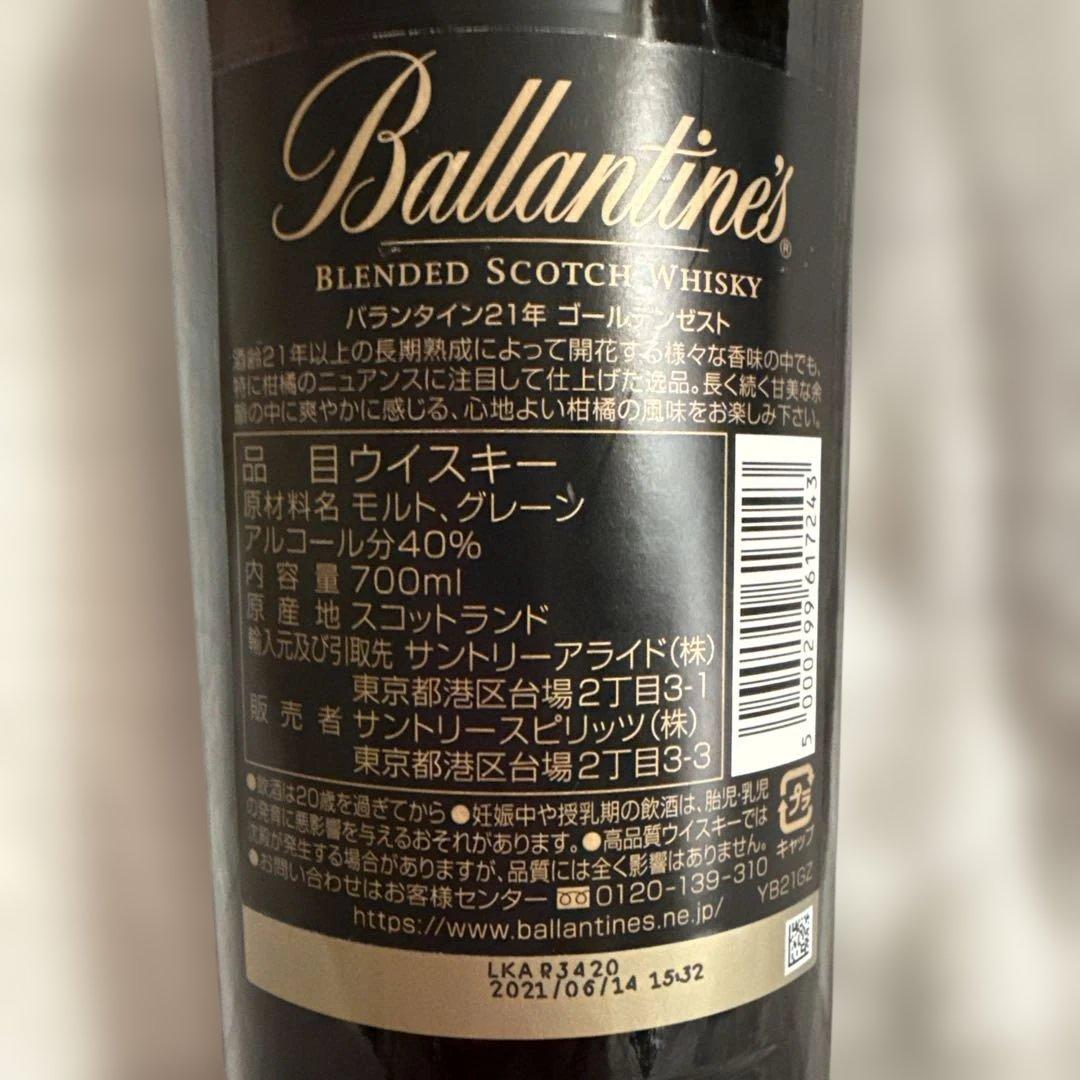 Ballantine's®
BLENDED SCOTCH WHISKY
バランタイン21年 ゴールデンゼスト
酒齢21年以上の長期熟成によって開花する様々な香味の中でも、
特に柑橘のニュアンスに注目して仕上げた逸品。長く続く甘美な余
韻の中に爽やかに感じる、心地よい柑橘の風味をお楽しみ下さい。
品目 ウイスキー
原材料名 モルト、グレーン
アルコール分40%
内容量 700ml
原産地 スコットランド
輸入元及び引取先 サントリーアライド(株)
東京都港区台場2丁目3-1
販売者 サントリースピリッツ(株)
東京都港区台場2丁目3-3
5 000299 617243
●飲酒は20歳を過ぎてから ●妊娠中や授乳期の飲酒は、胎児・乳児
の発育に悪影響を与えるおそれがあります。●高品質ウイスキーでは
沈殿が発生する場合がありますが、品質には全く影響はありません。
●お問い合わせはお客様センター 0120-139-310
https://www.ballantines.ne.jp/
プラ
キャップ
YB21GZ
LKAR3420
2021/06/14 15:32